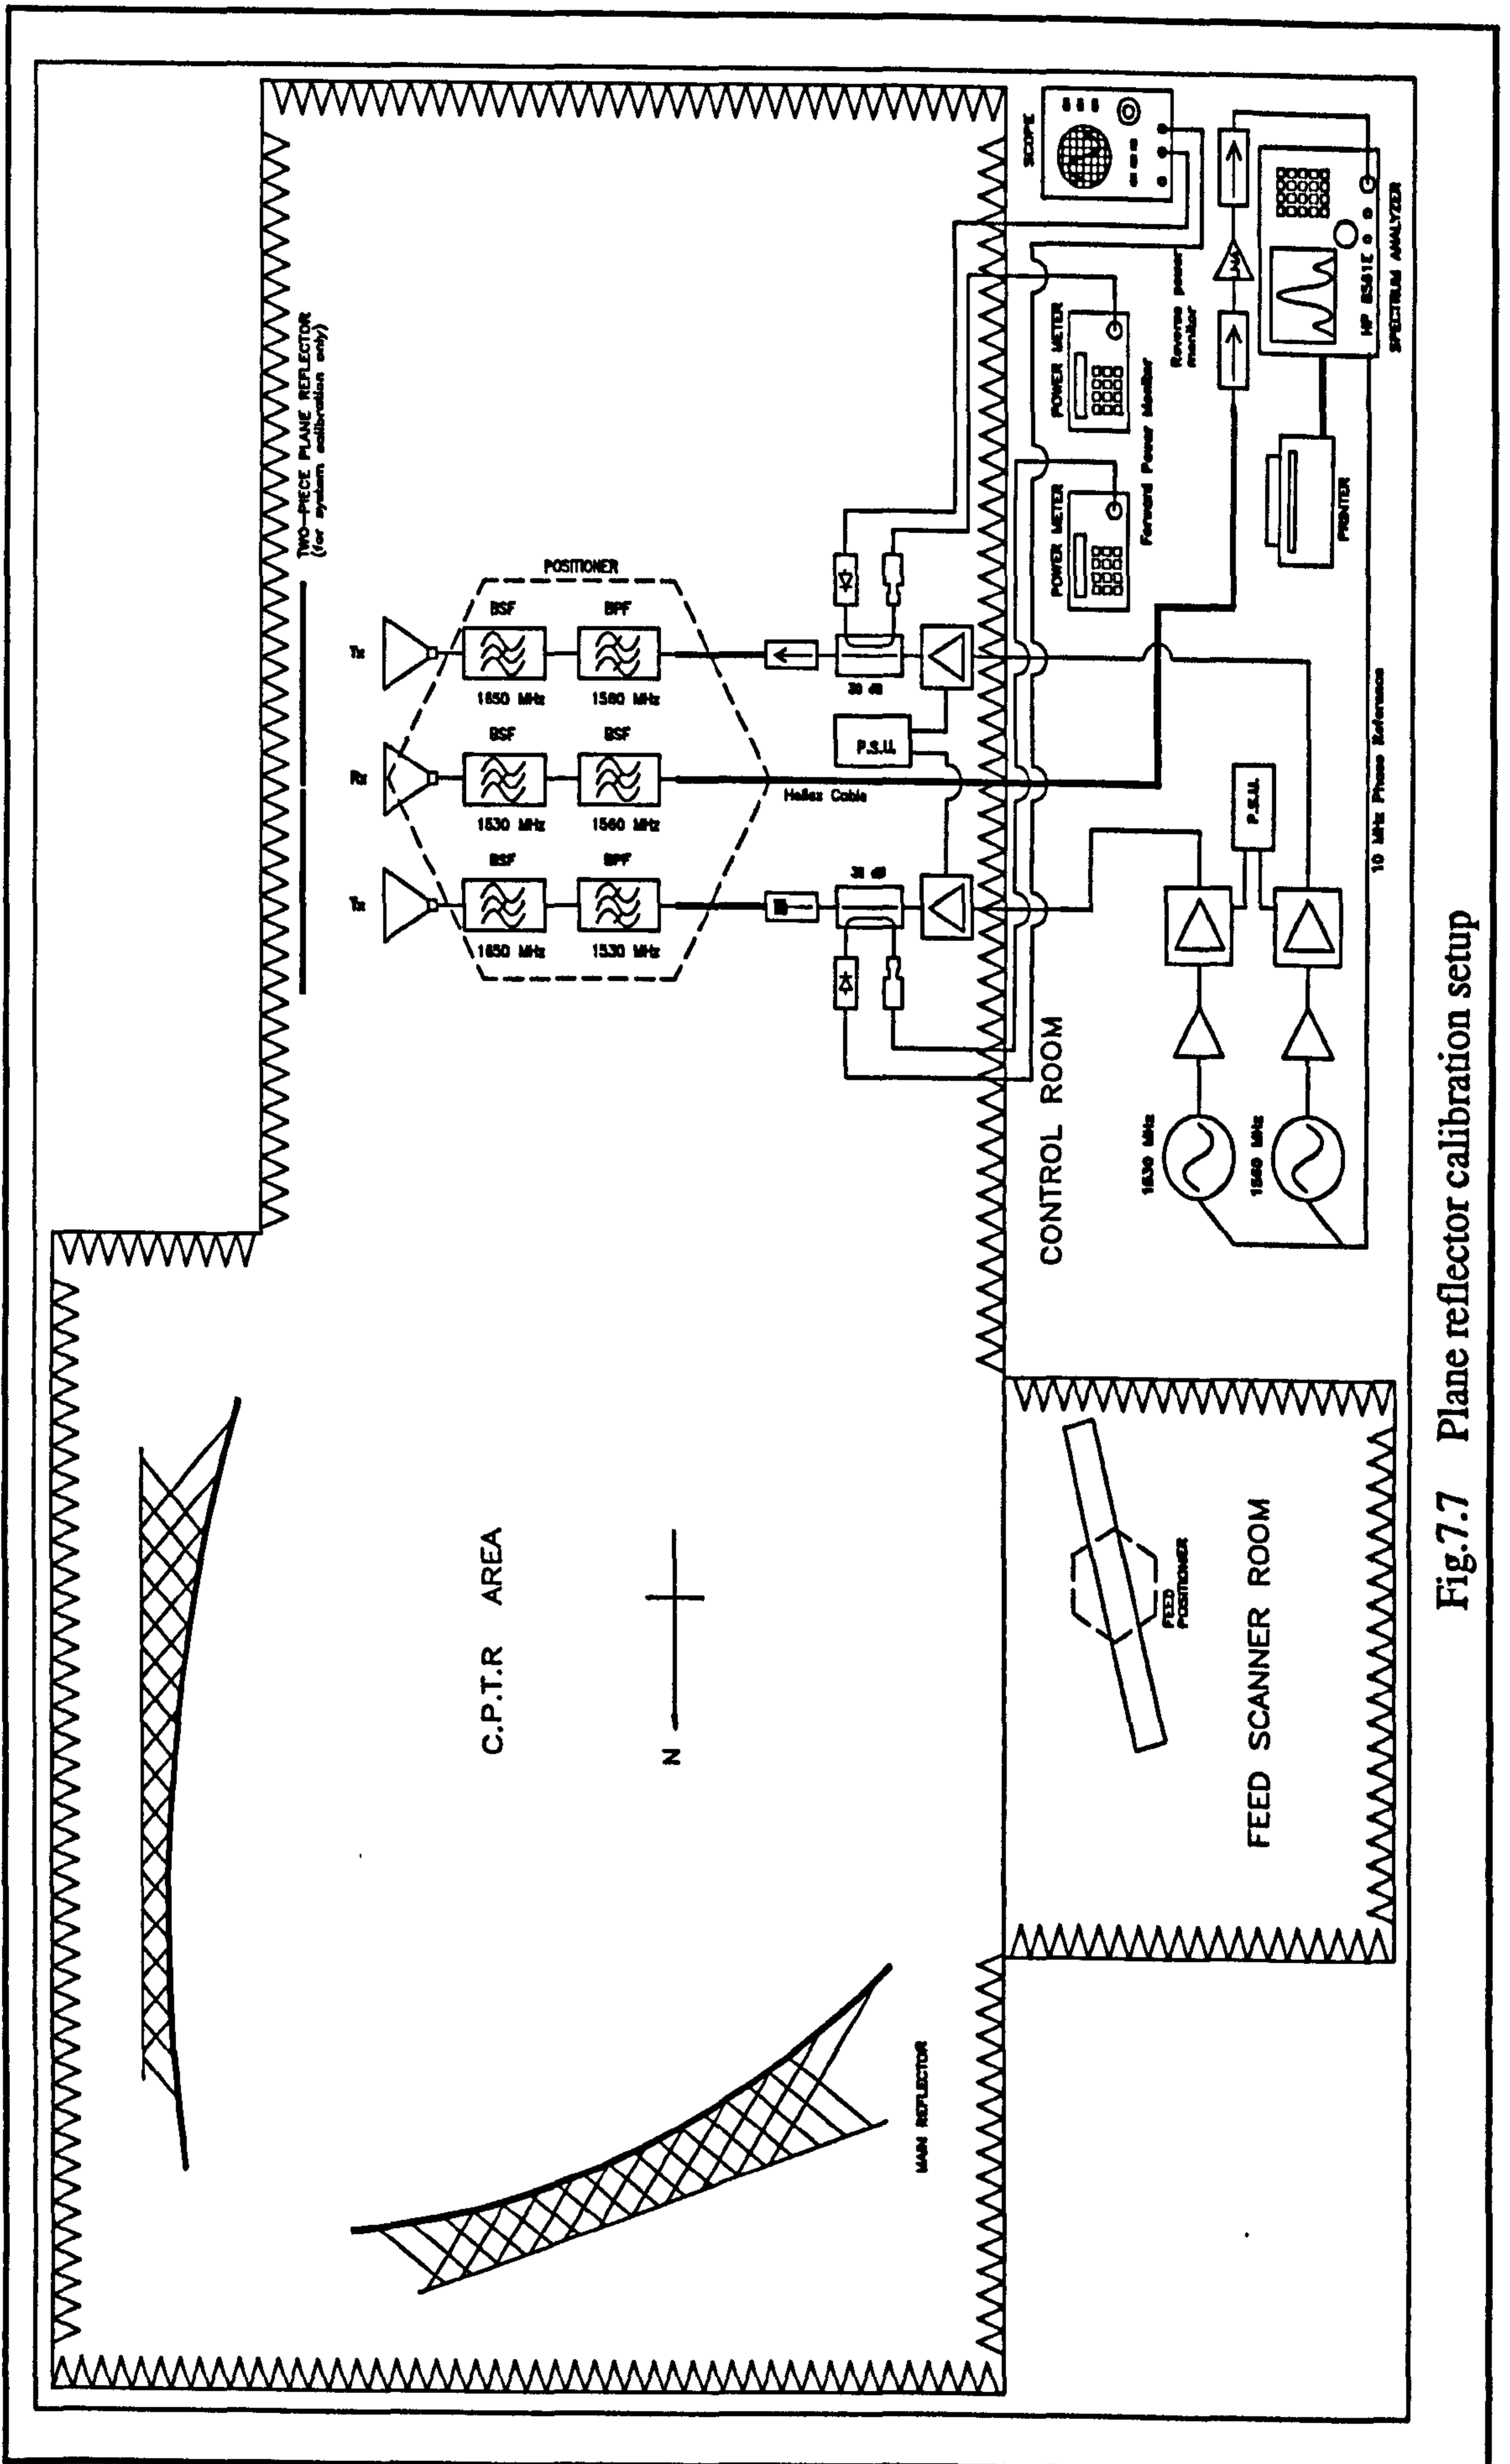 TWO-PIECE PLANE REFLECTOR
(for system calibration only)
POSITIONER
Tx
BSF
1650 MHz
BPF
1560 MHz
Rx
BSF
1530 MHz
BSF
1560 MHz
Tx
BSF
1650 MHz
BPF
1530 MHz
Heliax Cable
30 dB
30 dB
P.S.U.
SCOPE
POWER METER
POWER METER
Forward Power Monitor
Reverse power
monitor
LNA
HP 8561E
SPECTRUM ANALYZER
PRINTER
P.S.U.
10 MHz Phase Reference
1530 MHz
1560 MHz
CONTROL ROOM
C.P.T.R AREA
N
FEED
POSITIONER
FEED SCANNER ROOM
MAIN REFLECTOR
Fig.7.7 Plane reflector calibration setup